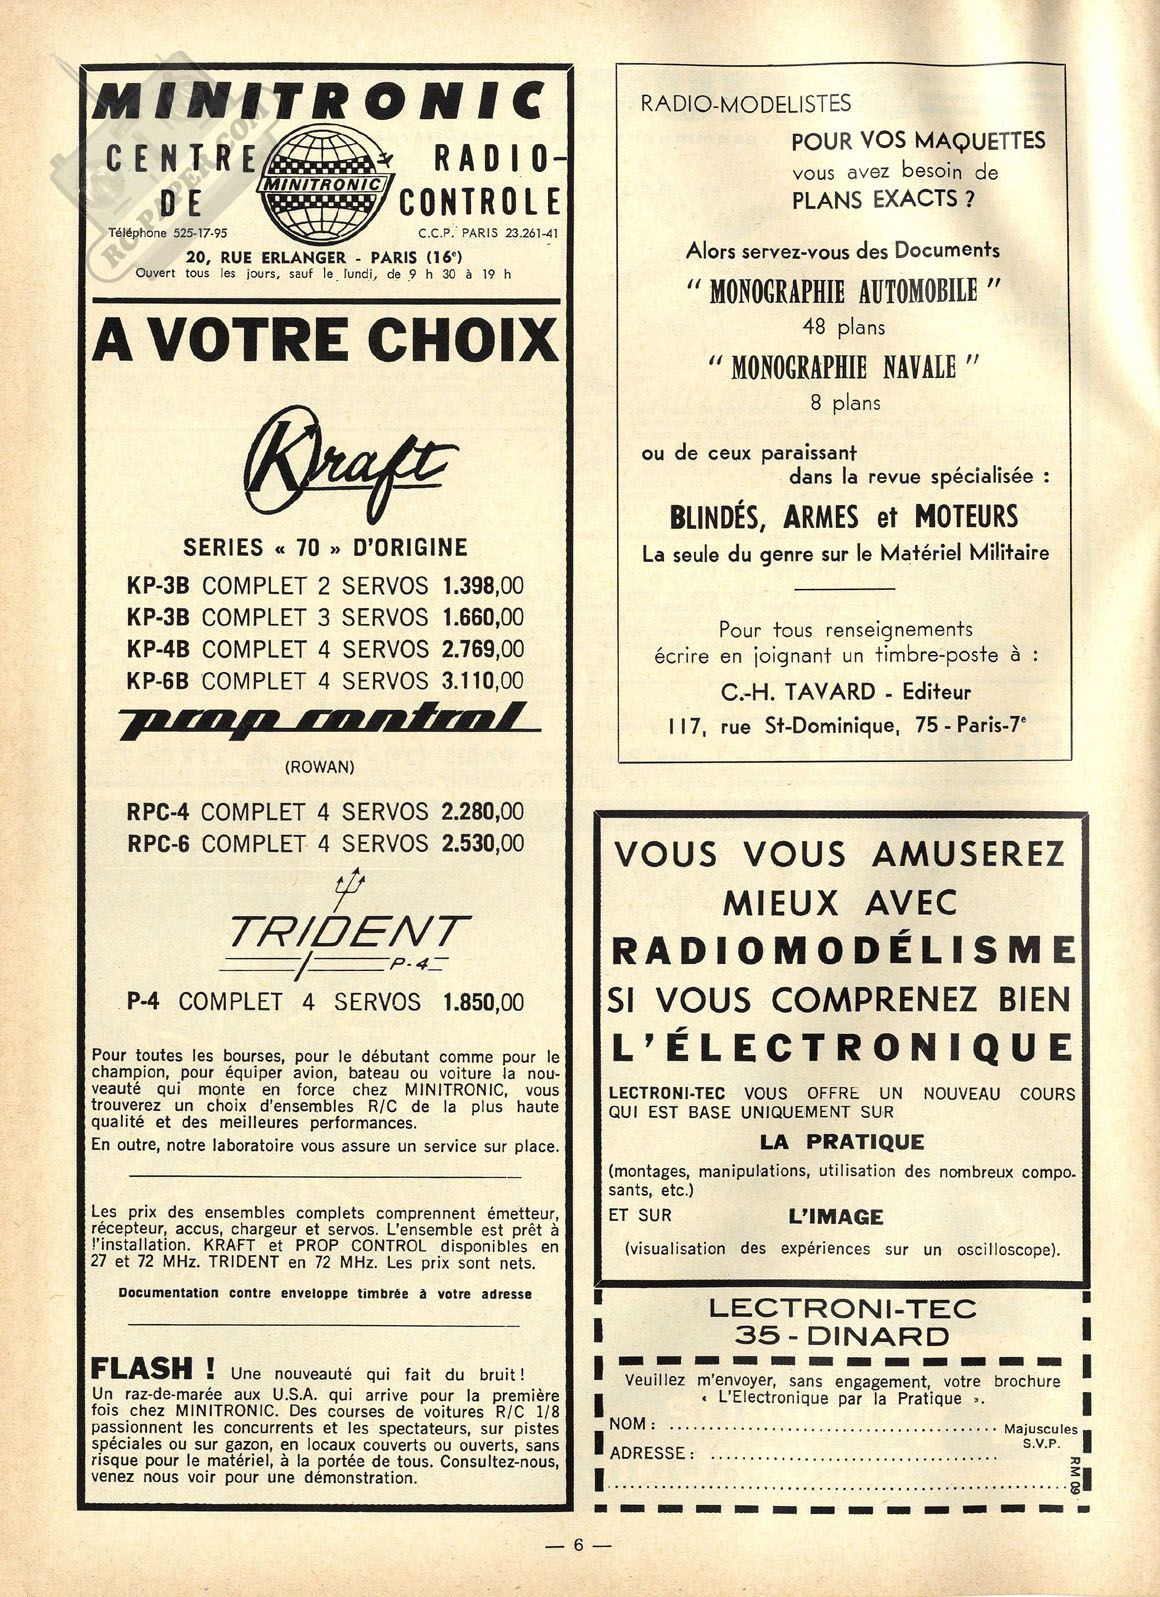 MINITRONIC
CENTRE DE
RADIO-CONTROLE
MINITRONIC
Téléphone 525-17-95
C.C.P. PARIS 23.261-41
20, RUE ERLANGER - PARIS (16e)
Ouvert tous les jours, sauf le lundi, de 9 h 30 à 19 h
A VOTRE CHOIX
Kraft
SERIES « 70 » D'ORIGINE
KP-3B COMPLET 2 SERVOS 1.398,00
KP-3B COMPLET 3 SERVOS 1.660,00
KP-4B COMPLET 4 SERVOS 2.769,00
KP-6B COMPLET 4 SERVOS 3.110,00
prop control
(ROWAN)
RPC-4 COMPLET 4 SERVOS 2.280,00
RPC-6 COMPLET 4 SERVOS 2.530,00
TRIDENT
P-4
P-4 COMPLET 4 SERVOS 1.850,00
Pour toutes les bourses, pour le débutant comme pour le
champion, pour équiper avion, bateau ou voiture la nou-
veauté qui monte en force chez MINITRONIC, vous
trouverez un choix d'ensembles R/C de la plus haute
qualité et des meilleures performances.
En outre, notre laboratoire vous assure un service sur place.
Les prix des ensembles complets comprennent émetteur,
récepteur, accus, chargeur et servos. L'ensemble est prêt à
l'installation. KRAFT et PROP CONTROL disponibles en
27 et 72 MHz. TRIDENT en 72 MHz. Les prix sont nets.
Documentation contre enveloppe timbrée à votre adresse
FLASH ! Une nouveauté qui fait du bruit !
Un raz-de-marée aux U.S.A. qui arrive pour la première
fois chez MINITRONIC. Des courses de voitures R/C 1/8
passionnent les concurrents et les spectateurs, sur pistes
spéciales ou sur gazon, en locaux couverts ou ouverts, sans
risque pour le matériel, à la portée de tous. Consultez-nous,
venez nous voir pour une démonstration.
RADIO-MODELISTES
POUR VOS MAQUETTES
vous avez besoin de
PLANS EXACTS ?
Alors servez-vous des Documents
" MONOGRAPHIE AUTOMOBILE "
48 plans
" MONOGRAPHIE NAVALE "
8 plans
ou de ceux paraissant
dans la revue spécialisée :
BLINDÉS, ARMES et MOTEURS
La seule du genre sur le Matériel Militaire
Pour tous renseignements
écrire en joignant un timbre-poste à :
C.-H. TAVARD - Editeur
117, rue St-Dominique, 75 - Paris-7e
VOUS VOUS AMUSEREZ
MIEUX AVEC
RADIOMODÉLISME
SI VOUS COMPRENEZ BIEN
L'ÉLECTRONIQUE
LECTRONI-TEC VOUS OFFRE UN NOUVEAU COURS
QUI EST BASE UNIQUEMENT SUR
LA PRATIQUE
(montages, manipulations, utilisation des nombreux compo-
sants, etc.)
ET SUR L'IMAGE
(visualisation des expériences sur un oscilloscope).
LECTRONI-TEC
35 - DINARD
Veuillez m'envoyer, sans engagement, votre brochure
« L'Electronique par la Pratique ».
NOM :
Majuscules
S.V.P.
ADRESSE :
RM 09
— 6 —
RC-PAPER.COM